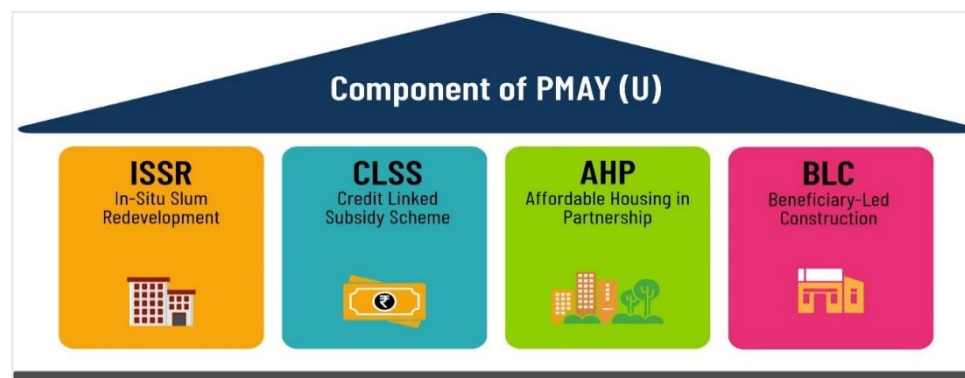 Component of PMAY (U)
ISSR
In-Situ Slum
Redevelopment
CLSS
Credit Linked
Subsidy Scheme
₹
AHP
Affordable Housing in
Partnership
BLC
Beneficiary-Led
Construction